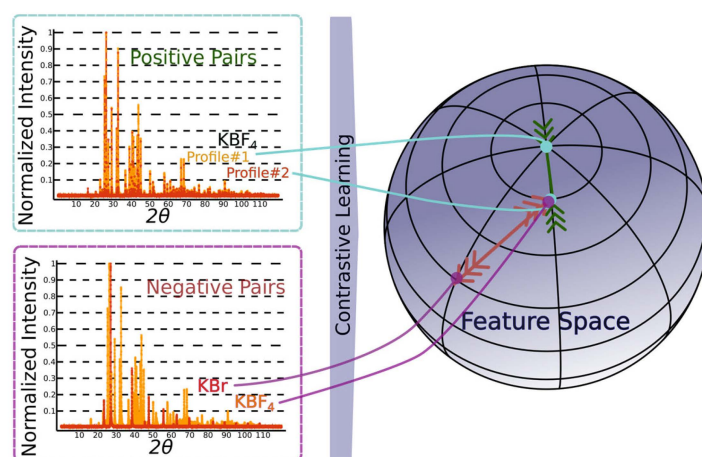 Positive Pairs
Normalized Intensity
1
0.9
0.8
0.7
0.6
0.5
0.4
0.3
0.2
0.1
KBF₄
Profile#1
Profile#2
10 20 30 40 50 60 70 80 90 100 110
2θ
Negative Pairs
Normalized Intensity
1
0.9
0.8
0.7
0.6
0.5
0.4
0.3
0.2
0.1
KBr
KBF₄
10 20 30 40 50 60 70 80 90 100 110
2θ
Contrastive Learning
Feature Space